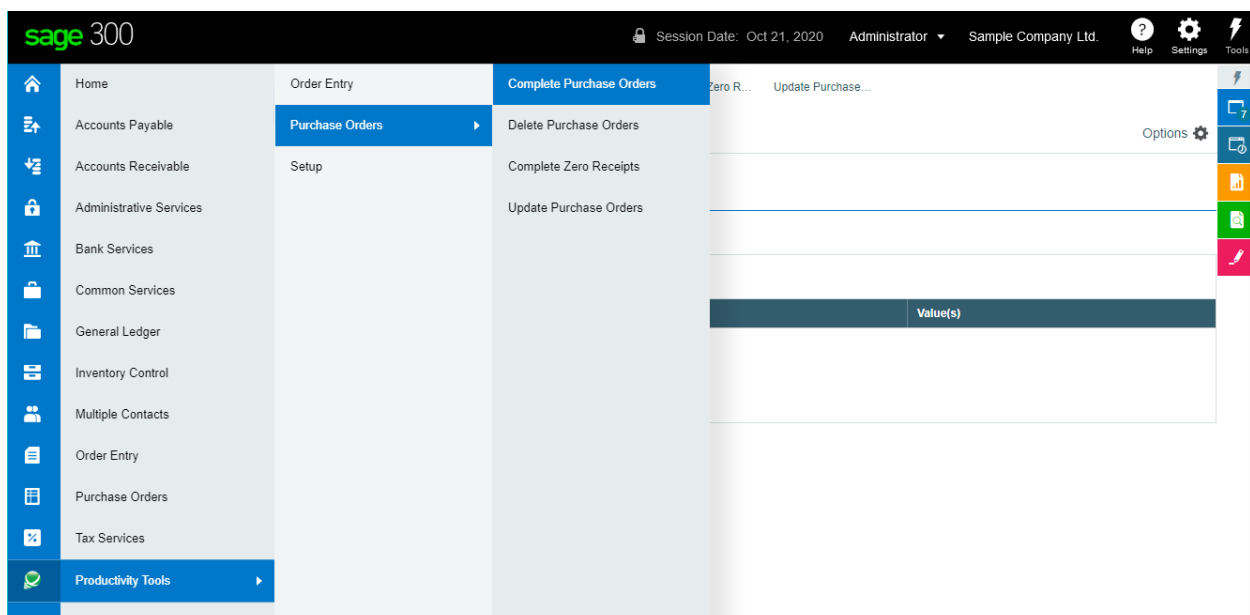 sage 300
Session Date: Oct 21, 2020 Administrator Sample Company Ltd. ? Help Settings Tools
Home
Accounts Payable
Accounts Receivable
Administrative Services
Bank Services
Common Services
General Ledger
Inventory Control
Multiple Contacts
Order Entry
Purchase Orders
Tax Services
Productivity Tools
Order Entry
Purchase Orders
Setup
Complete Purchase Orders
Delete Purchase Orders
Complete Zero Receipts
Update Purchase Orders
Zero R... Update Purchase...
Options
Value(s)
7